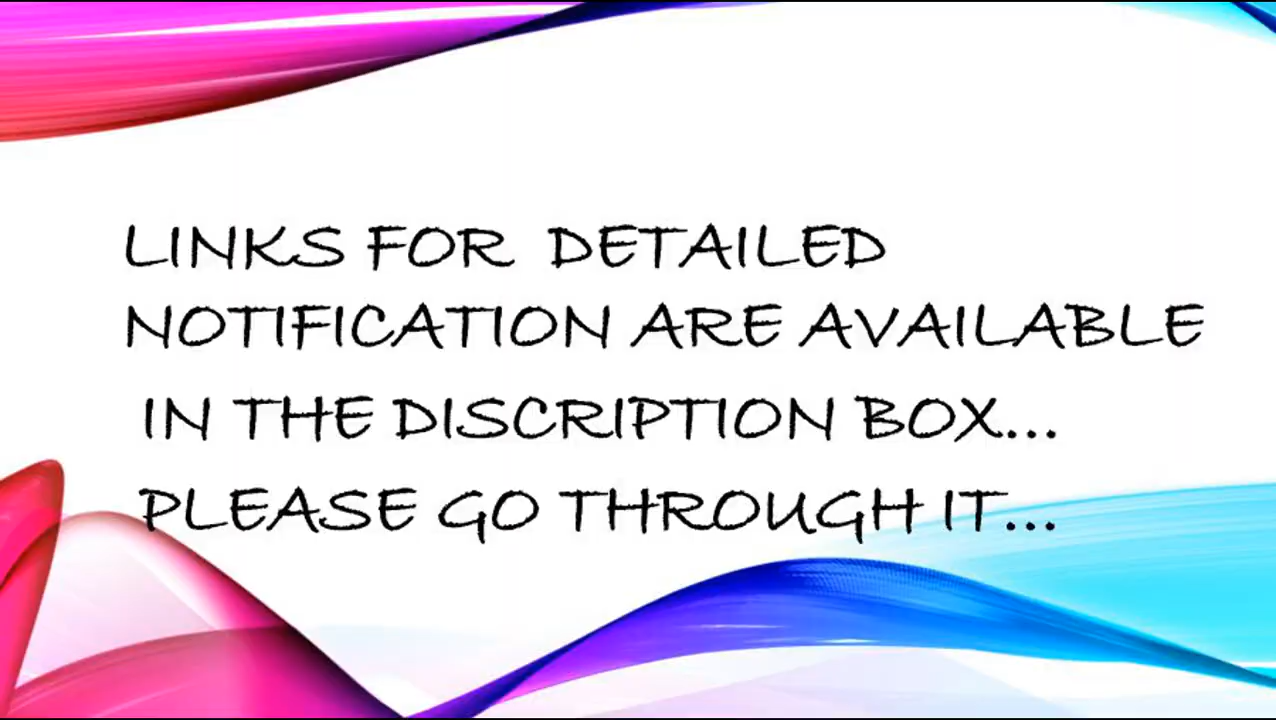 LINKS FOR DETAILED
NOTIFICATION ARE AVAILABLE
IN THE DISCRIPTION BOX...
PLEASE GO THROUGH IT...